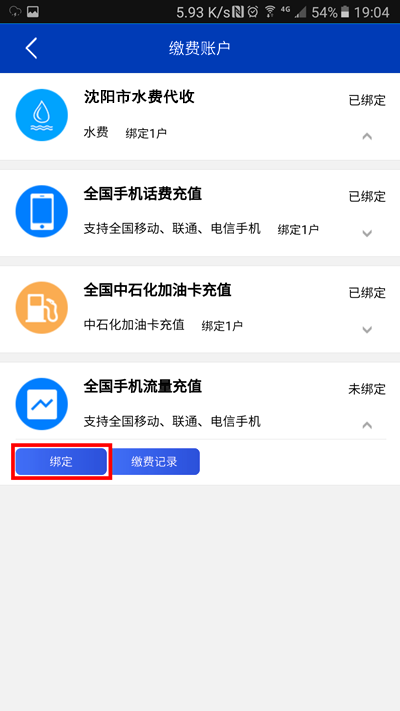 5.93 K/s 4G 54% 19:04
缴费账户
沈阳市水费代收
已绑定
水费 绑定1户
全国手机话费充值
已绑定
支持全国移动、联通、电信手机 绑定1户
全国中石化加油卡充值
已绑定
中石化加油卡充值 绑定1户
全国手机流量充值
未绑定
支持全国移动、联通、电信手机
绑定 缴费记录